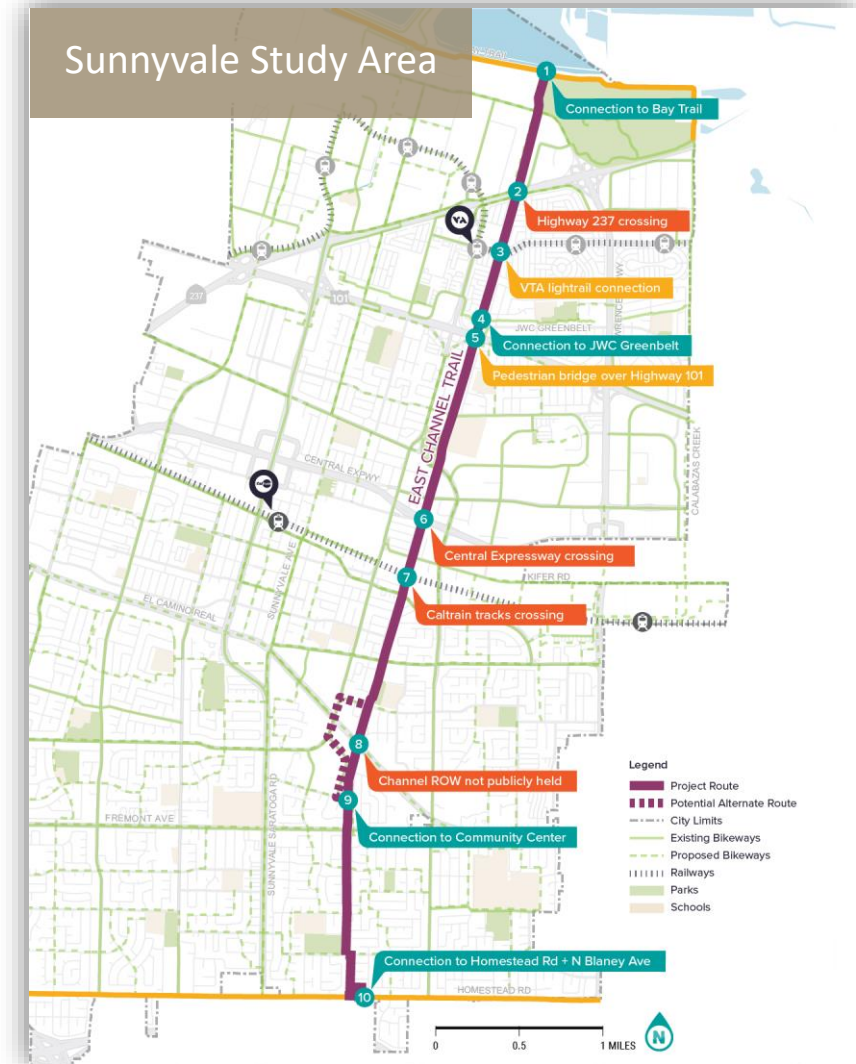 Sunnyvale Study Area
TRAIL
1
Connection to Bay Trail
2
Highway 237 crossing
VTA
3
VTA lightrail connection
237
101
4
JWC GREENBELT
Connection to JWC Greenbelt
5
Pedestrian bridge over Highway 101
EAST CHANNEL TRAIL
CENTRAL EXPWY
CALABAZAS CREEK
6
Central Expressway crossing
7
KIFER RD
Caltrain tracks crossing
SUNNYVALE AVE
EL CAMINO REAL
8
Channel ROW not publicly held
9
FREMONT AVE
Connection to Community Center
SUNNYVALE SARATOGA RD
Connection to Homestead Rd + N Blaney Ave
10
HOMESTEAD RD
Legend
Project Route
Potential Alternate Route
City Limits
Existing Bikeways
Proposed Bikeways
Railways
Parks
Schools
0 0.5 1 MILES
N